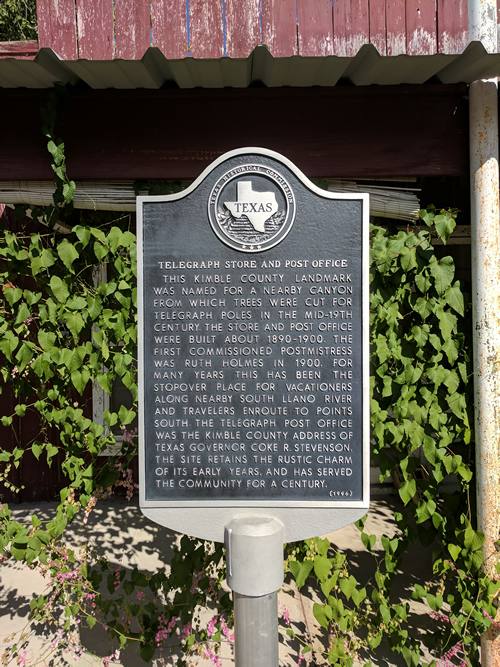 TEXAS HISTORICAL COMMISSION
TEXAS
TELEGRAPH STORE AND POST OFFICE
THIS KIMBLE COUNTY LANDMARK
WAS NAMED FOR A NEARBY CANYON
FROM WHICH TREES WERE CUT FOR
TELEGRAPH POLES IN THE MID-19TH
CENTURY. THE STORE AND POST OFFICE
WERE BUILT ABOUT 1890-1900. THE
FIRST COMMISSIONED POSTMISTRESS
WAS RUTH HOLMES IN 1900. FOR
MANY YEARS THIS HAS BEEN THE
STOPOVER PLACE FOR VACATIONERS
ALONG NEARBY SOUTH LLANO RIVER
AND TRAVELERS ENROUTE TO POINTS
SOUTH. THE TELEGRAPH POST OFFICE
WAS THE KIMBLE COUNTY ADDRESS OF
TEXAS GOVERNOR COKE R. STEVENSON.
THE SITE RETAINS THE RUSTIC CHARM
OF ITS EARLY YEARS, AND HAS SERVED
THE COMMUNITY FOR A CENTURY.
(1996)